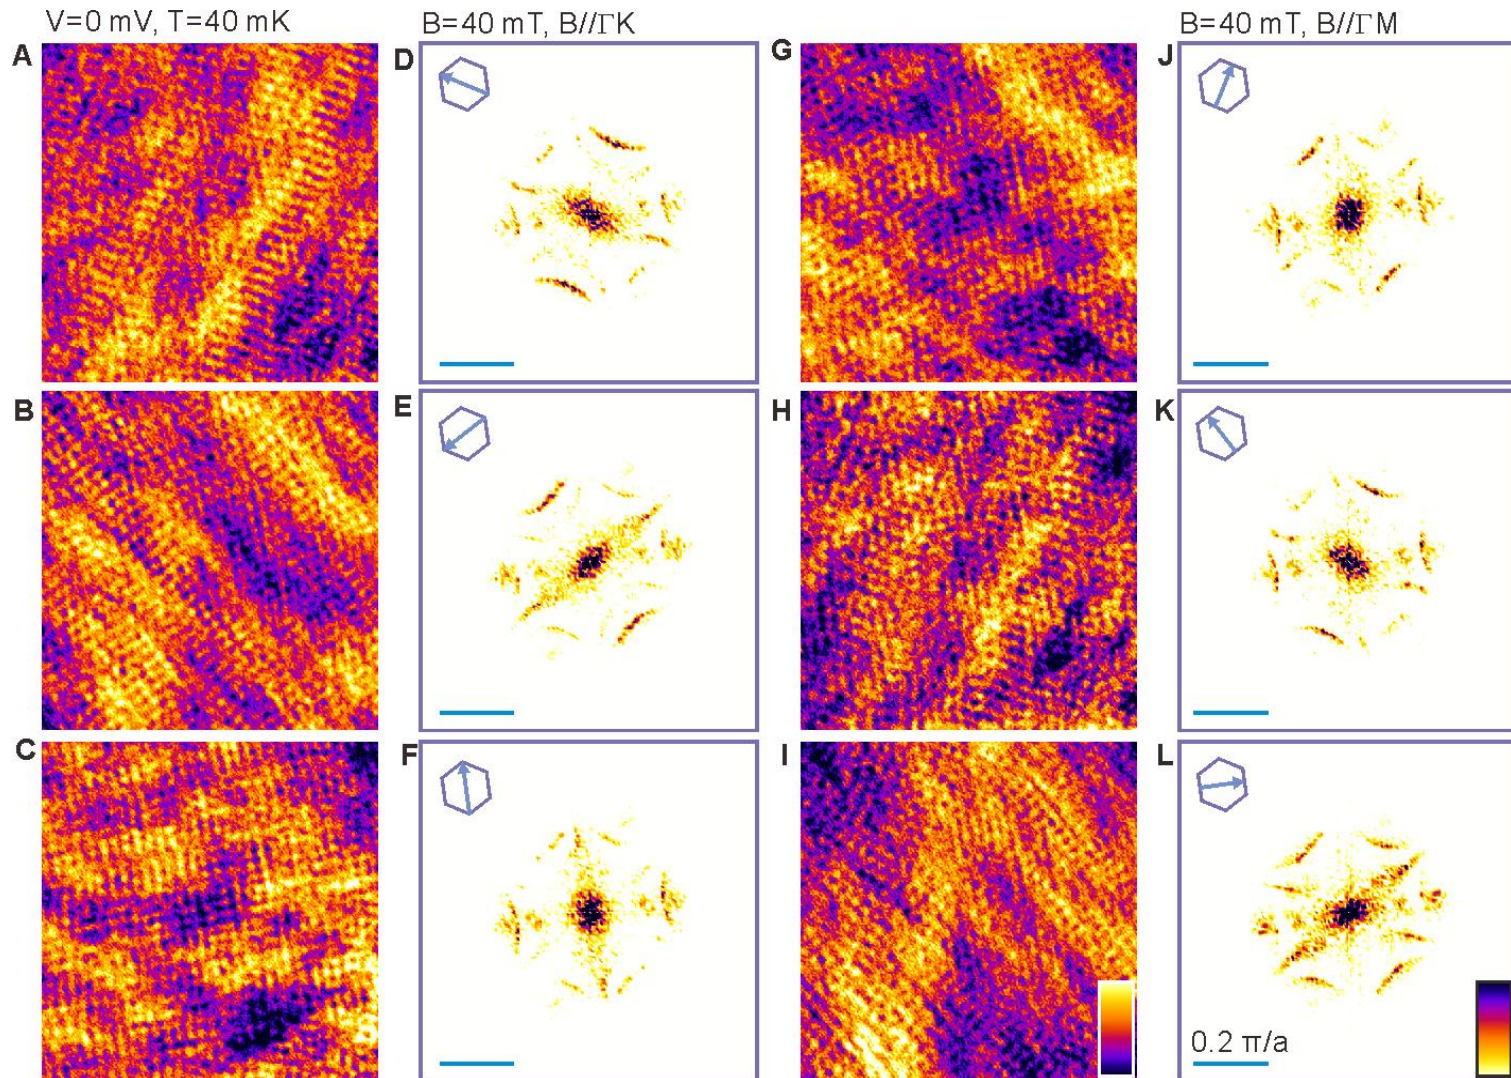 V=0 mV, T=40 mK
B=40 mT, B//ΓK
B=40 mT, B//ΓM
A
D
G
J
B
E
H
K
C
F
I
L
0.2 π/a